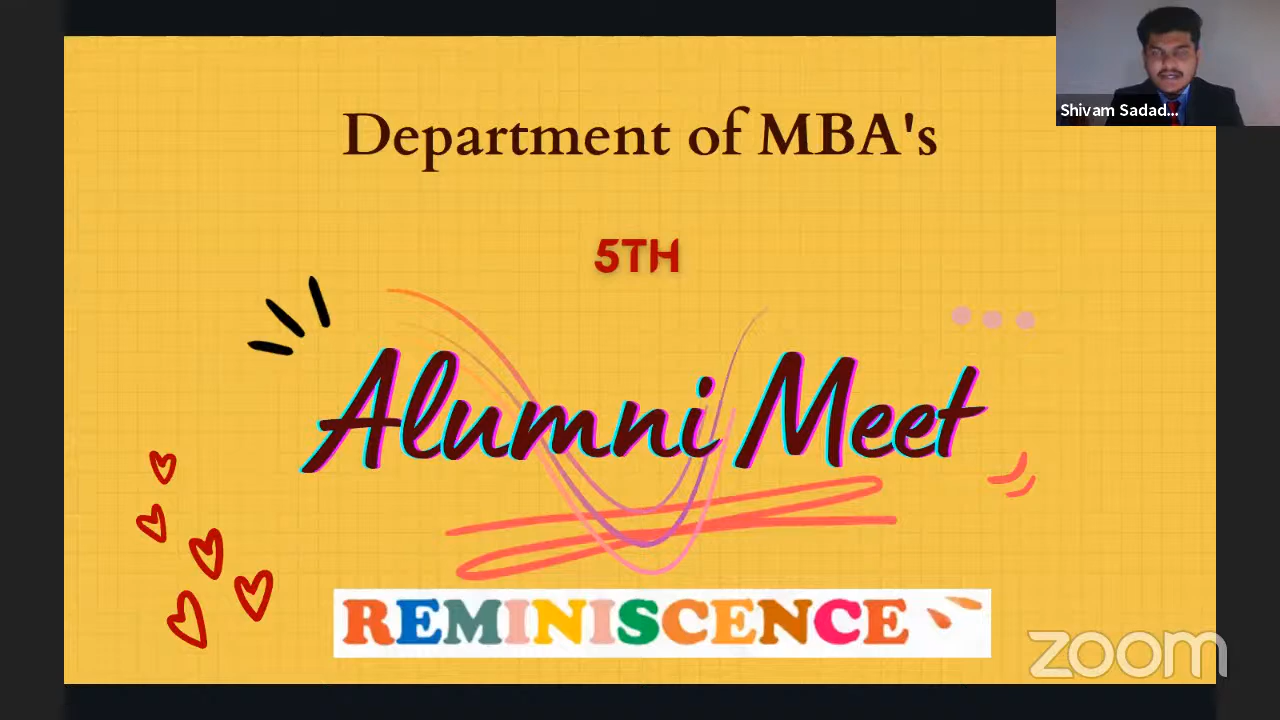 Shivam Sadad...
Department of MBA's
5TH
Alumni Meet
REMINISCENCE
zoom